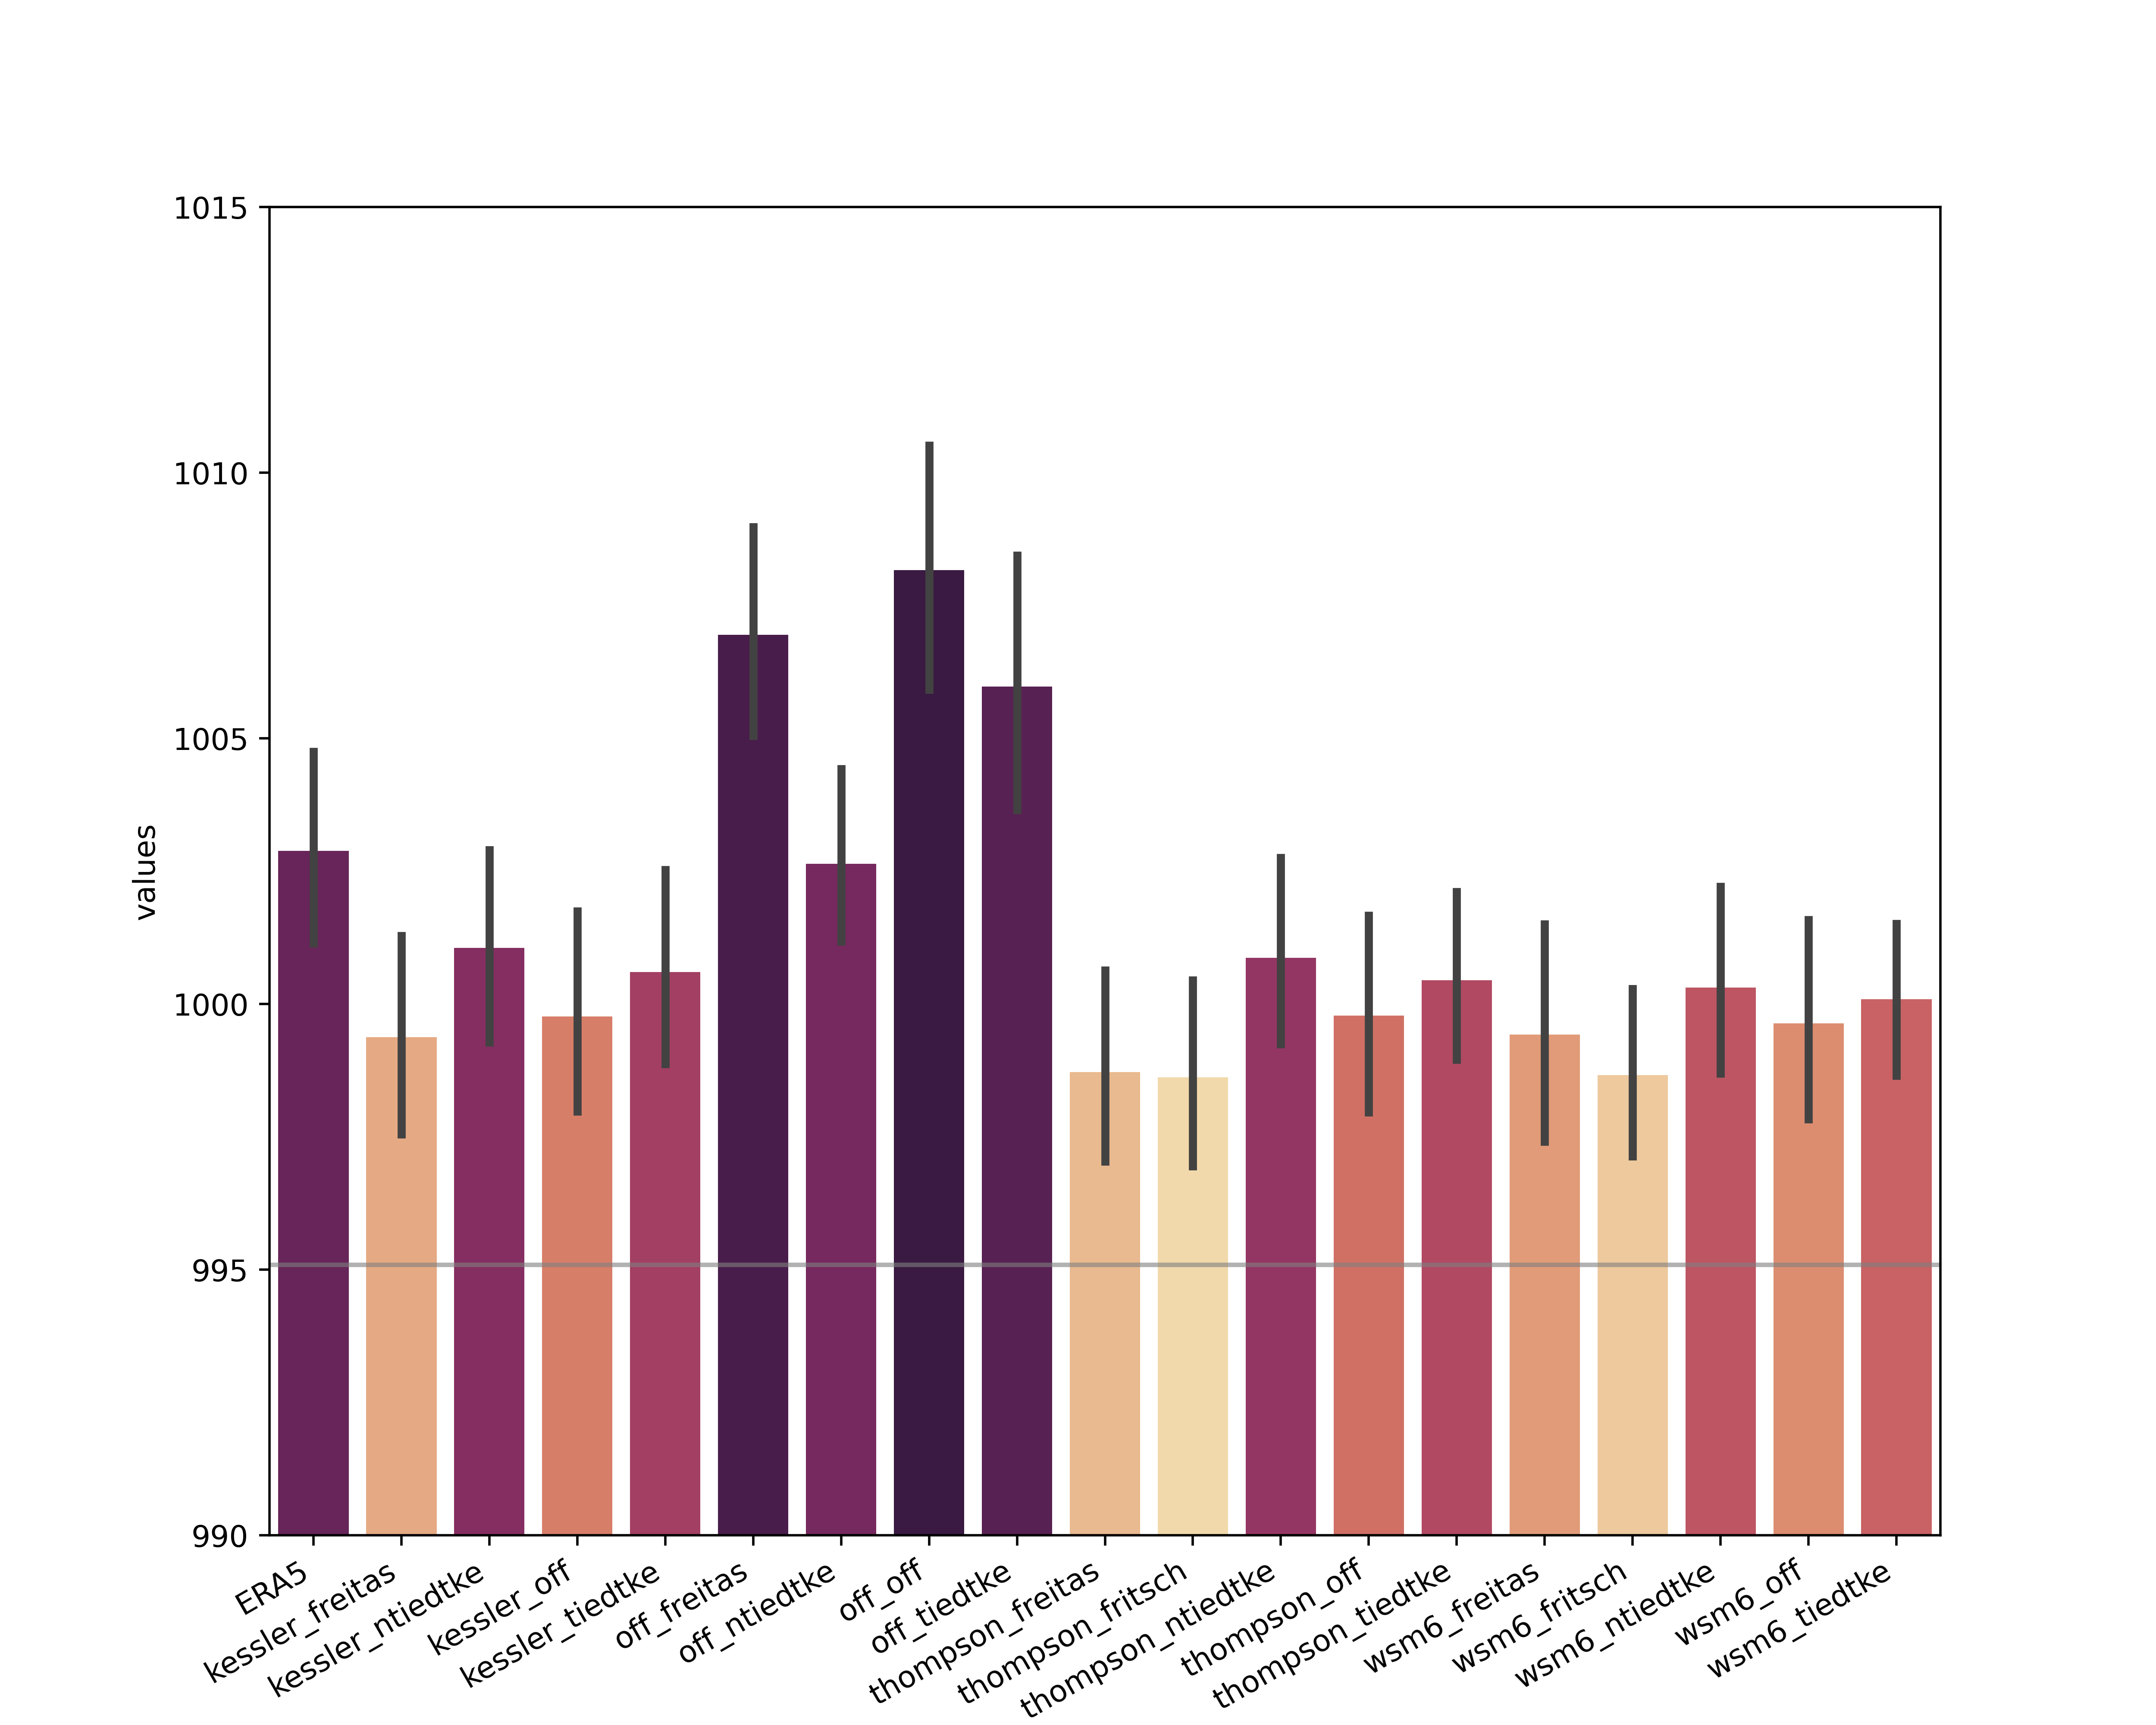 1015
1010
1005
1000
995
990
values
ERA5
kessler_freitas
kessler_ntiedtke
kessler_off
kessler_tiedtke
off_freitas
off_ntiedtke
off_off
off_tiedtke
thompson_freitas
thompson_fritsch
thompson_ntiedtke
thompson_off
thompson_tiedtke
wsm6_freitas
wsm6_fritsch
wsm6_ntiedtke
wsm6_off
wsm6_tiedtke